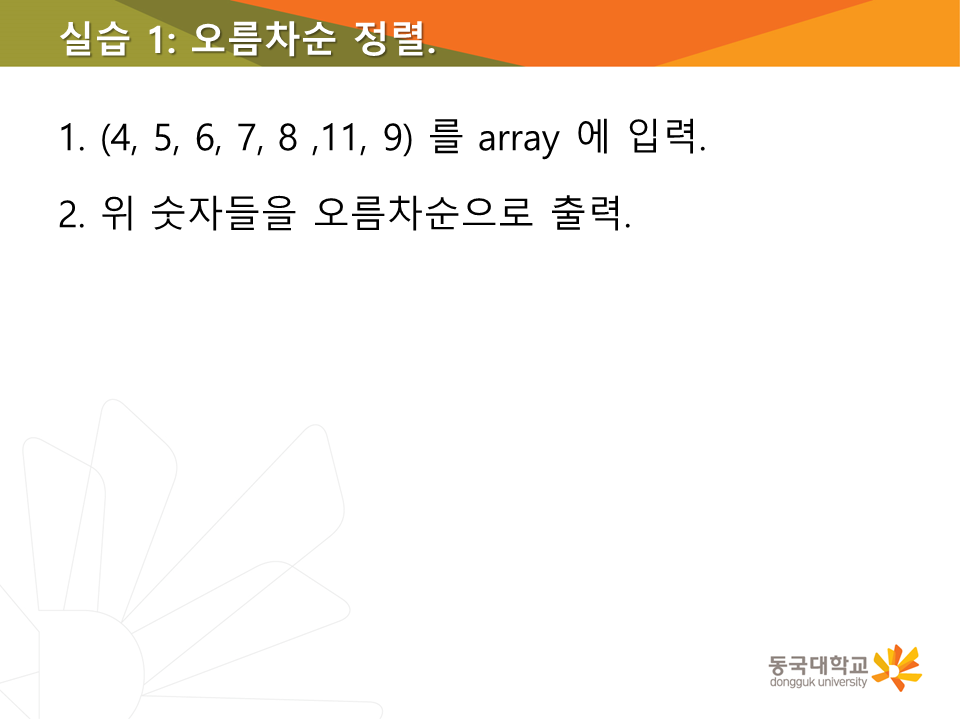 실습 1: 오름차순 정렬.
1. (4, 5, 6, 7, 8 ,11, 9) 를 array 에 입력.
2. 위 숫자들을 오름차순으로 출력.
동국대학교
dongguk university